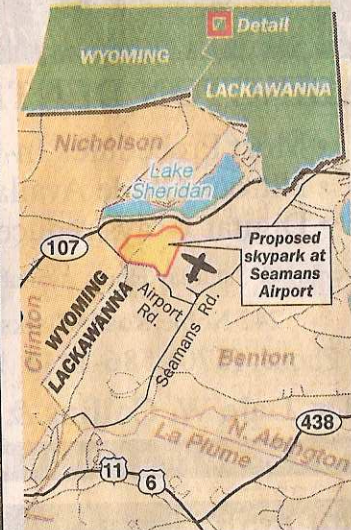 Detail
WYOMING
LACKAWANNA
Nicholson
Lake
Sheridan
107
Proposed
skypark at
Seamans
Airport
Clinton
WYOMING
LACKAWANNA
Airport
Rd.
Seamans Rd.
Benton
438
N. Abington
La Plume
11
6